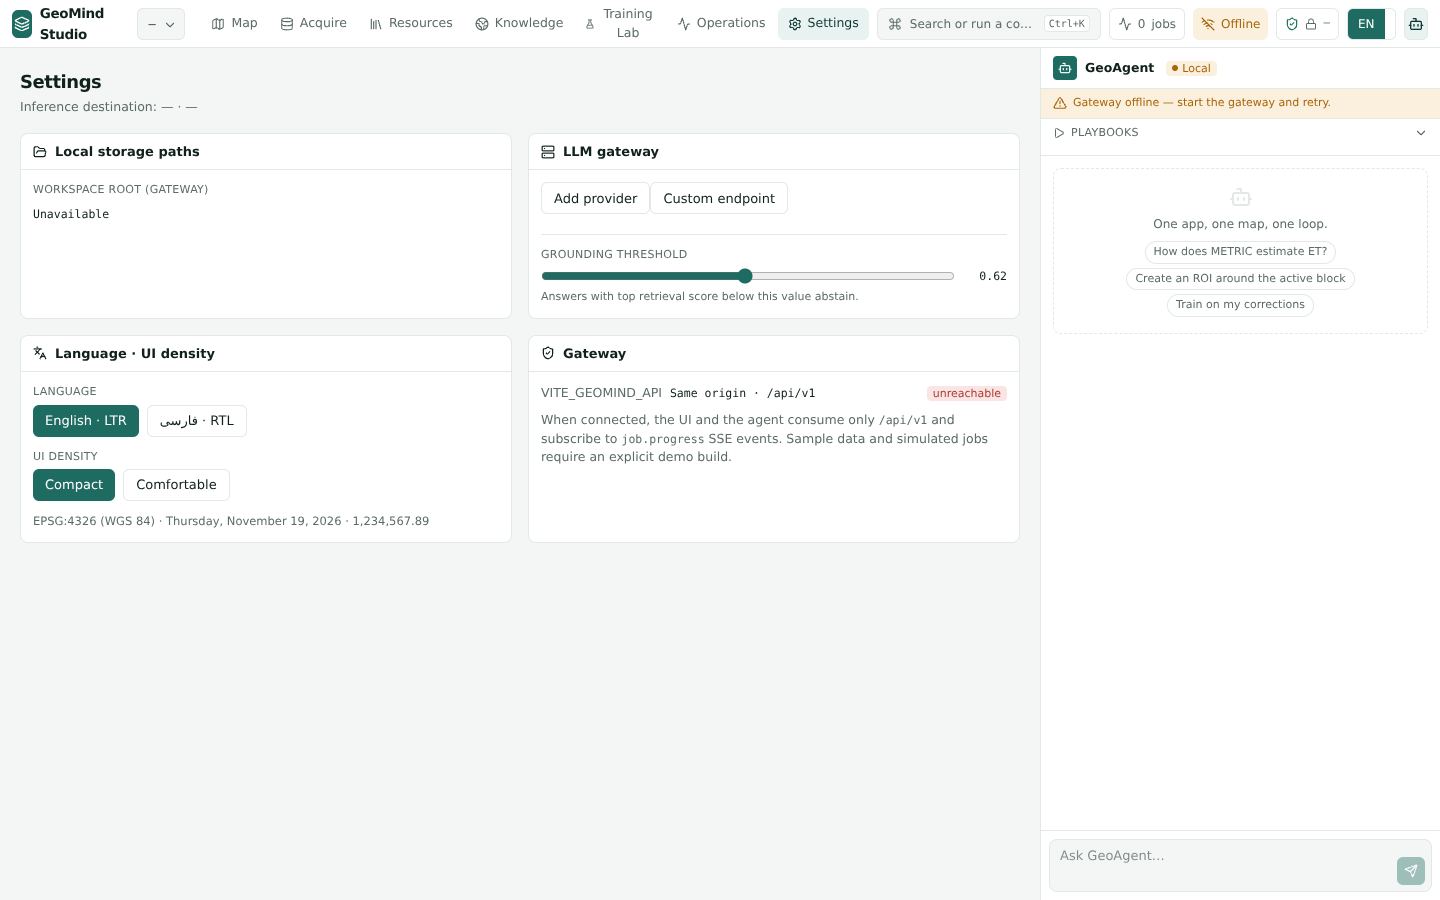 GeoMind
Studio
—
Map
Acquire
Resources
Knowledge
Training
Lab
Operations
Settings
Search or run a co...
Ctrl+K
0 jobs
Offline
—
EN
Settings
Inference destination: — · —
Local storage paths
WORKSPACE ROOT (GATEWAY)
Unavailable
LLM gateway
Add provider
Custom endpoint
GROUNDING THRESHOLD
0.62
Answers with top retrieval score below this value abstain.
Language · UI density
LANGUAGE
English · LTR
فارسی · RTL
UI DENSITY
Compact
Comfortable
EPSG:4326 (WGS 84) · Thursday, November 19, 2026 · 1,234,567.89
Gateway
VITE_GEOMIND_API Same origin · /api/v1
unreachable
When connected, the UI and the agent consume only /api/v1 and
subscribe to job.progress SSE events. Sample data and simulated jobs
require an explicit demo build.
GeoAgent
Local
Gateway offline — start the gateway and retry.
PLAYBOOKS
One app, one map, one loop.
How does METRIC estimate ET?
Create an ROI around the active block
Train on my corrections
Ask GeoAgent…